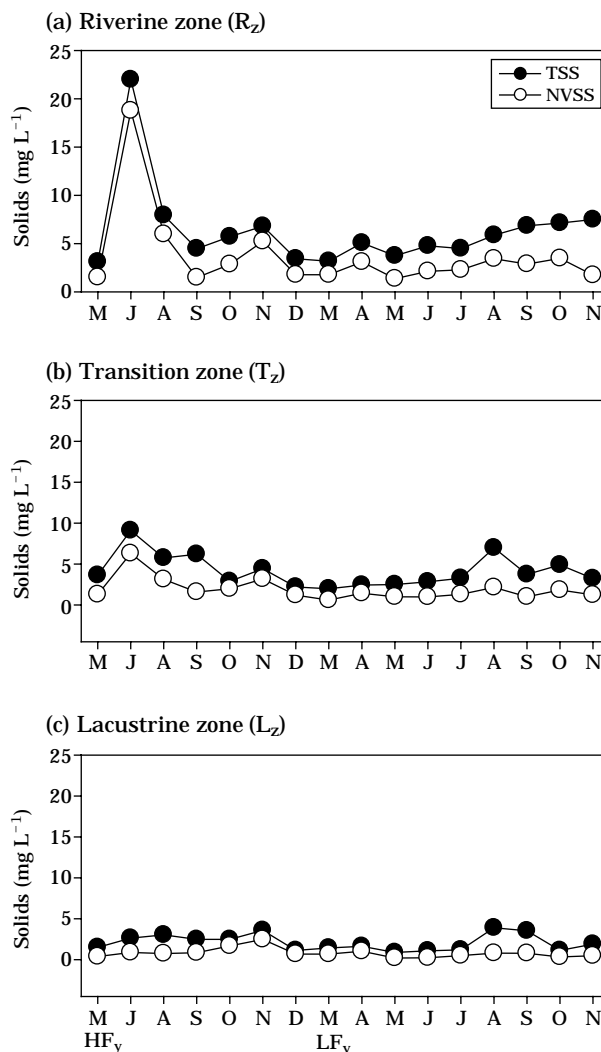 (a) Riverine zone (Rz)
25
20
15
10
5
0
Solids (mg L⁻¹)
TSS
NVSS
M J A S O N D M A M J J A S O N
(b) Transition zone (Tz)
25
20
15
10
5
0
Solids (mg L⁻¹)
M J A S O N D M A M J J A S O N
(c) Lacustrine zone (Lz)
25
20
15
10
5
0
Solids (mg L⁻¹)
M J A S O N D M A M J J A S O N
HFy LFy